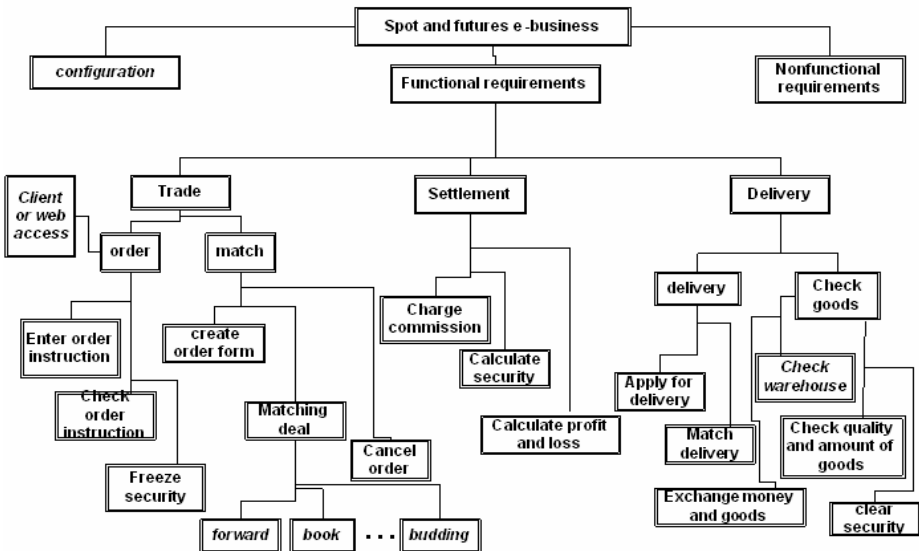 Spot and futures e-business
configuration
Functional requirements
Nonfunctional
requirements
Client
or web
access
Trade
Settlement
Delivery
order
match
delivery
Check
goods
Enter order
instruction
create
order form
Charge
commission
Calculate
security
Check
warehouse
Check
order
instruction
Matching
deal
Apply for
delivery
Calculate profit
and loss
Match
delivery
Check quality
and amount of
goods
Cancel
order
Freeze
security
Exchange money
and goods
clear
security
forward
book
...
budding